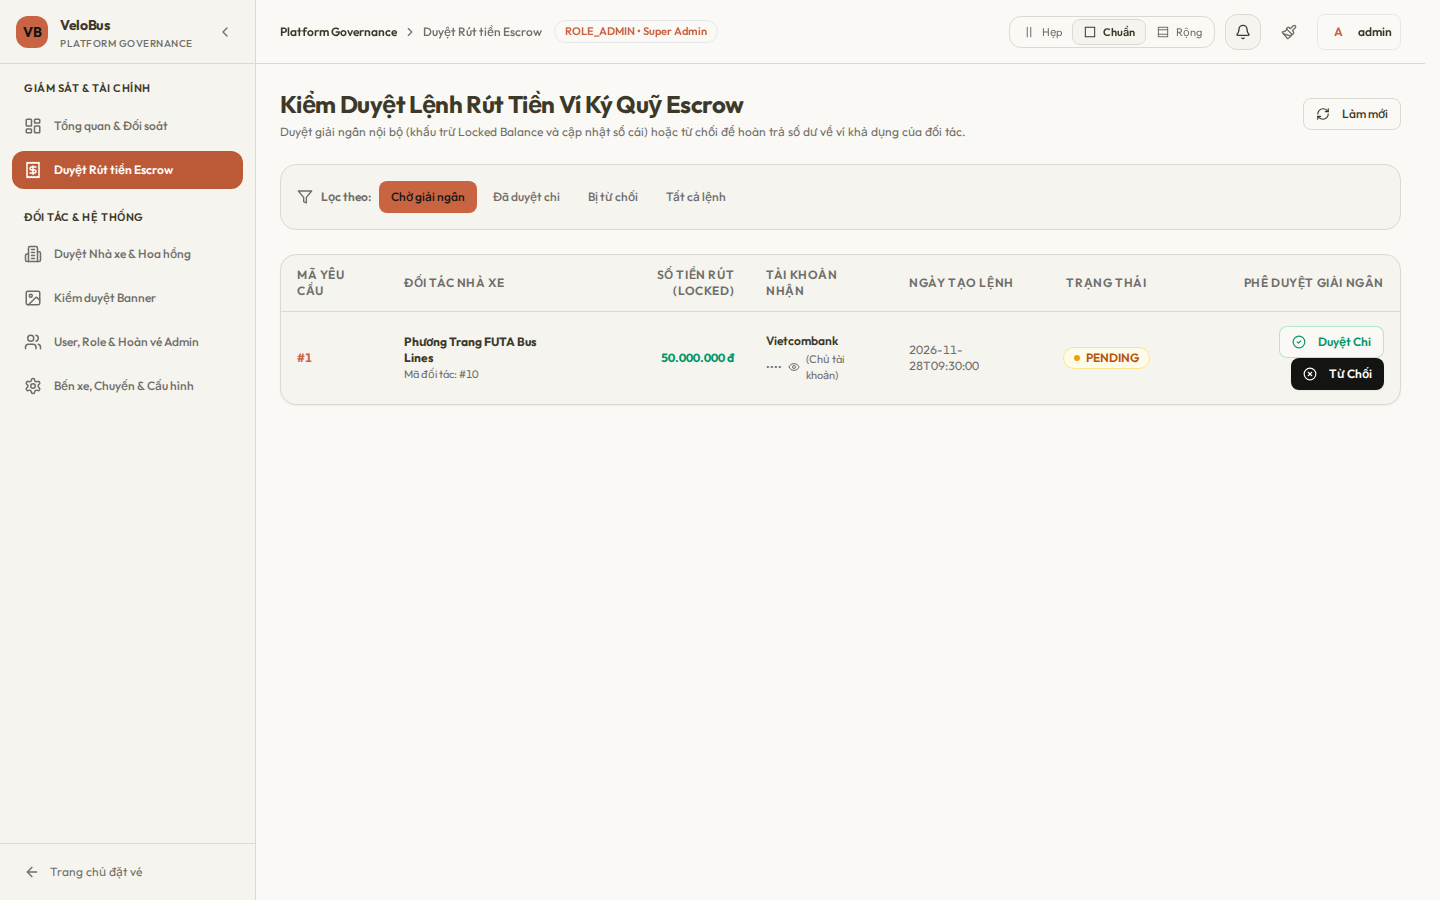 VB
VeloBus
PLATFORM GOVERNANCE
GIÁM SÁT & TÀI CHÍNH
Tổng quan & Đối soát
Duyệt Rút tiền Escrow
ĐỐI TÁC & HỆ THỐNG
Duyệt Nhà xe & Hoa hồng
Kiểm duyệt Banner
User, Role & Hoàn vé Admin
Bến xe, Chuyến & Cấu hình
Trang chủ đặt vé
Platform Governance
Duyệt Rút tiền Escrow
ROLE_ADMIN • Super Admin
Hẹp
Chuẩn
Rộng
A
admin
Kiểm Duyệt Lệnh Rút Tiền Ví Ký Quỹ Escrow
Duyệt giải ngân nội bộ (khấu trừ Locked Balance và cập nhật sổ cái) hoặc từ chối để hoàn trả số dư về ví khả dụng của đối tác.
Làm mới
Lọc theo:
Chờ giải ngân
Đã duyệt chi
Bị từ chối
Tất cả lệnh
MÃ YÊU
CẦU
ĐỐI TÁC NHÀ XE
SỐ TIỀN RÚT
(LOCKED)
TÀI KHOẢN
NHẬN
NGÀY TẠO LỆNH
TRẠNG THÁI
PHÊ DUYỆT GIẢI NGÂN
#1
Phương Trang FUTA Bus
Lines
Mã đối tác: #10
50.000.000 đ
Vietcombank
••••
(Chủ tài
khoản)
2026-11-
28T09:30:00
PENDING
Duyệt Chi
Từ Chối